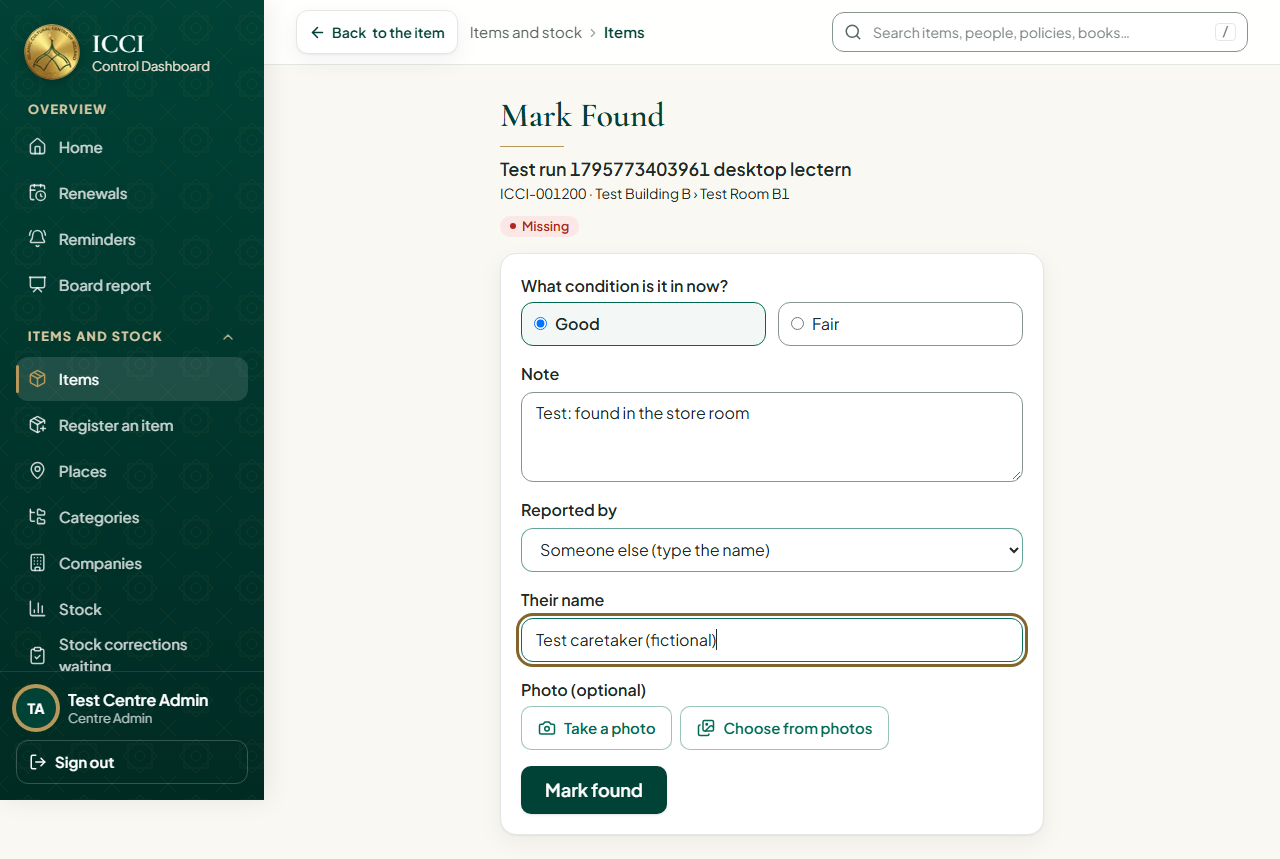 ICCI
Control Dashboard
OVERVIEW
Home
Renewals
Reminders
Board report
ITEMS AND STOCK
Items
Register an item
Places
Categories
Companies
Stock
Stock corrections
waiting
TA
Test Centre Admin
Centre Admin
Sign out
Back to the item
Items and stock › Items
Search items, people, policies, books…
/
Mark Found
Test run 1795773403961 desktop lectern
ICCI-001200 · Test Building B › Test Room B1
Missing
What condition is it in now?
Good
Fair
Note
Test: found in the store room
Reported by
Someone else (type the name)
Their name
Test caretaker (fictional)
Photo (optional)
Take a photo
Choose from photos
Mark found